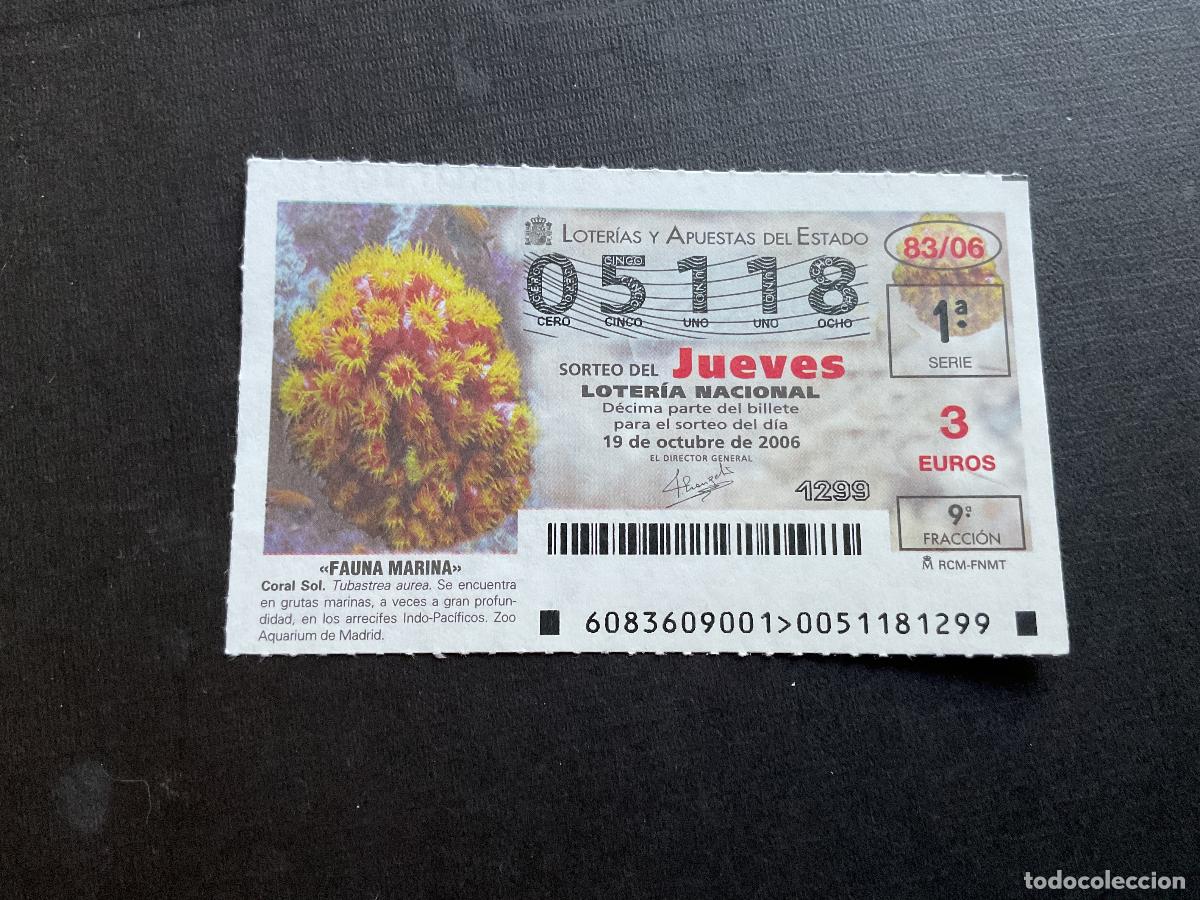 LOTERÍAS Y APUESTAS DEL ESTADO
83/06
05118
CERO CINCO UNO UNO OCHO
1ª
SERIE
SORTEO DEL Jueves
LOTERÍA NACIONAL
Décima parte del billete
para el sorteo del día
19 de octubre de 2006
EL DIRECTOR GENERAL
3
EUROS
1299
9ª
FRACCIÓN
RCM-FNMT
«FAUNA MARINA»
Coral Sol. Tubastrea aurea. Se encuentra
en grutas marinas, a veces a gran profun-
didad, en los arrecifes Indo-Pacíficos. Zoo
Aquarium de Madrid.
6083609001>0051181299
todocoleccion